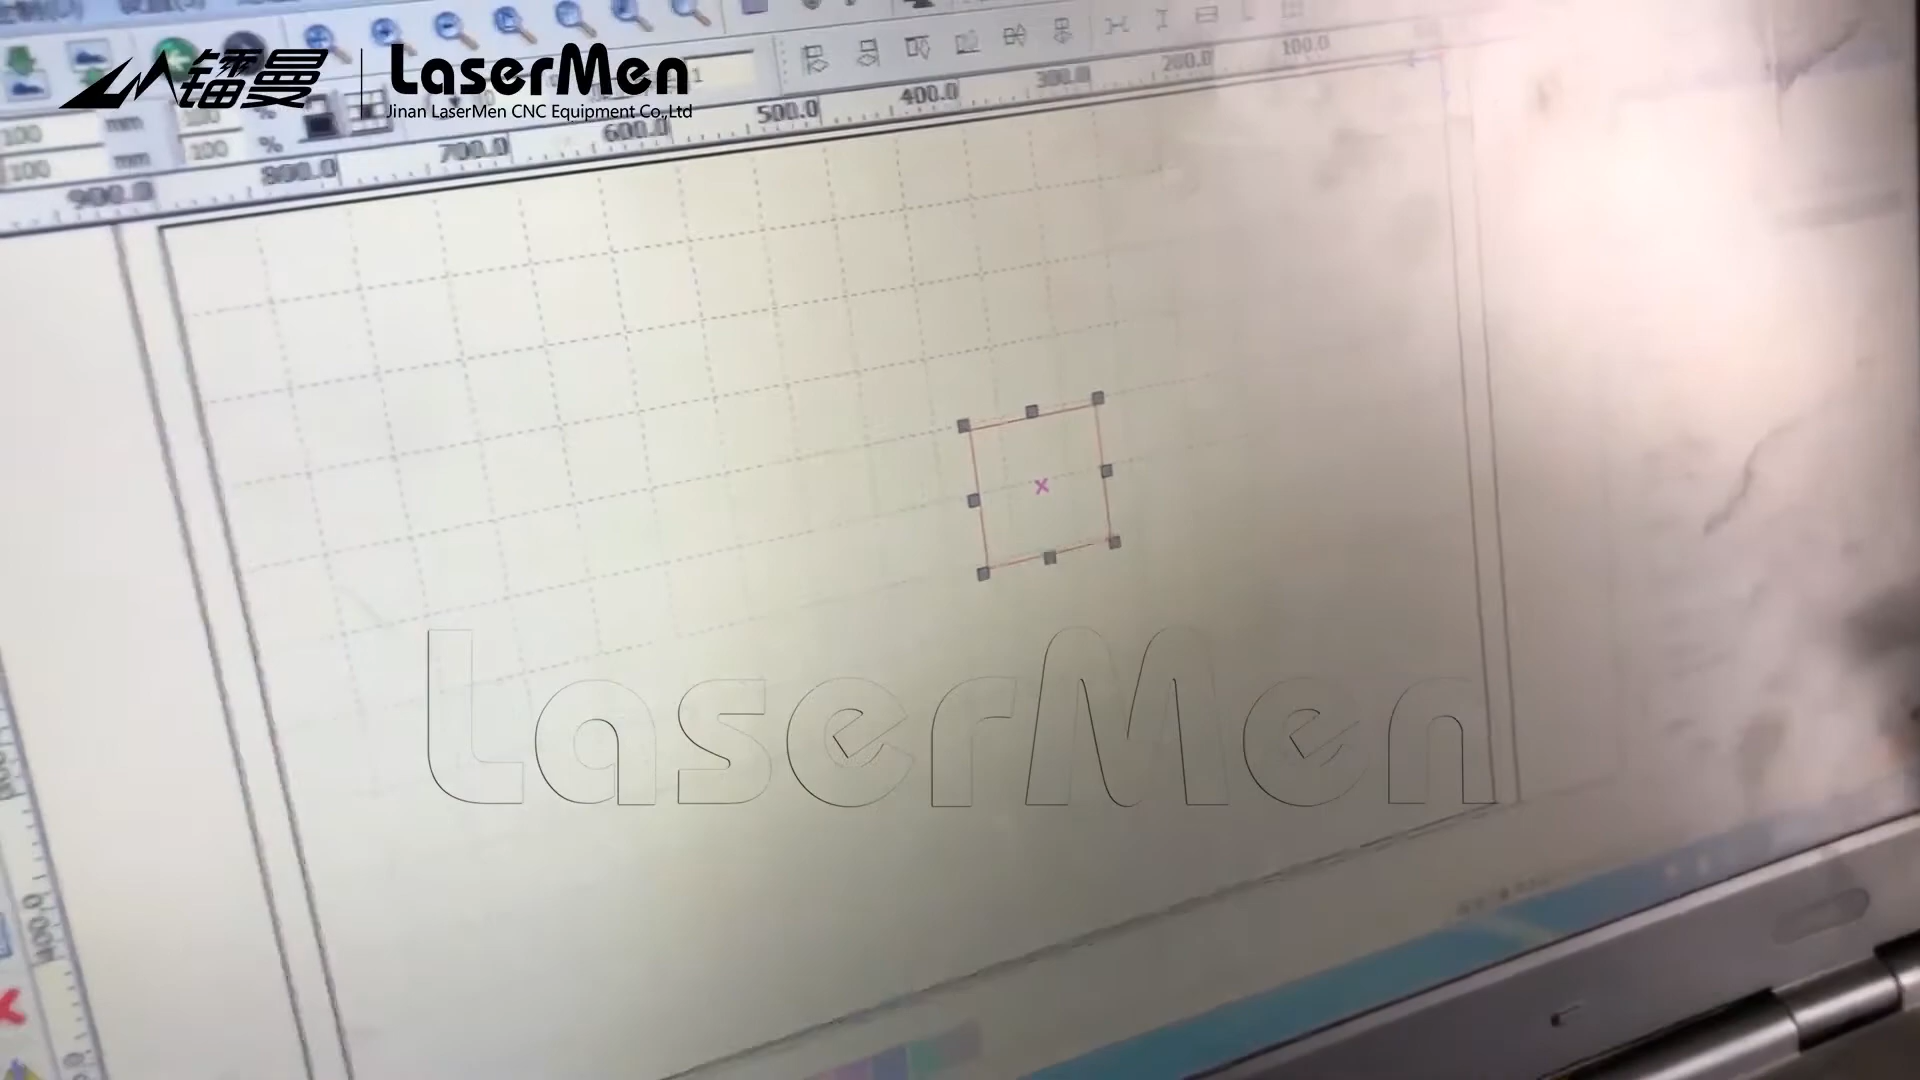 镭曼 LaserMen
Jinan LaserMen CNC Equipment Co.,Ltd
100 mm 100 %
100 mm 100 %
900.0 800.0 700.0 600.0 500.0 400.0 300.0 200.0 100.0
LaserMen